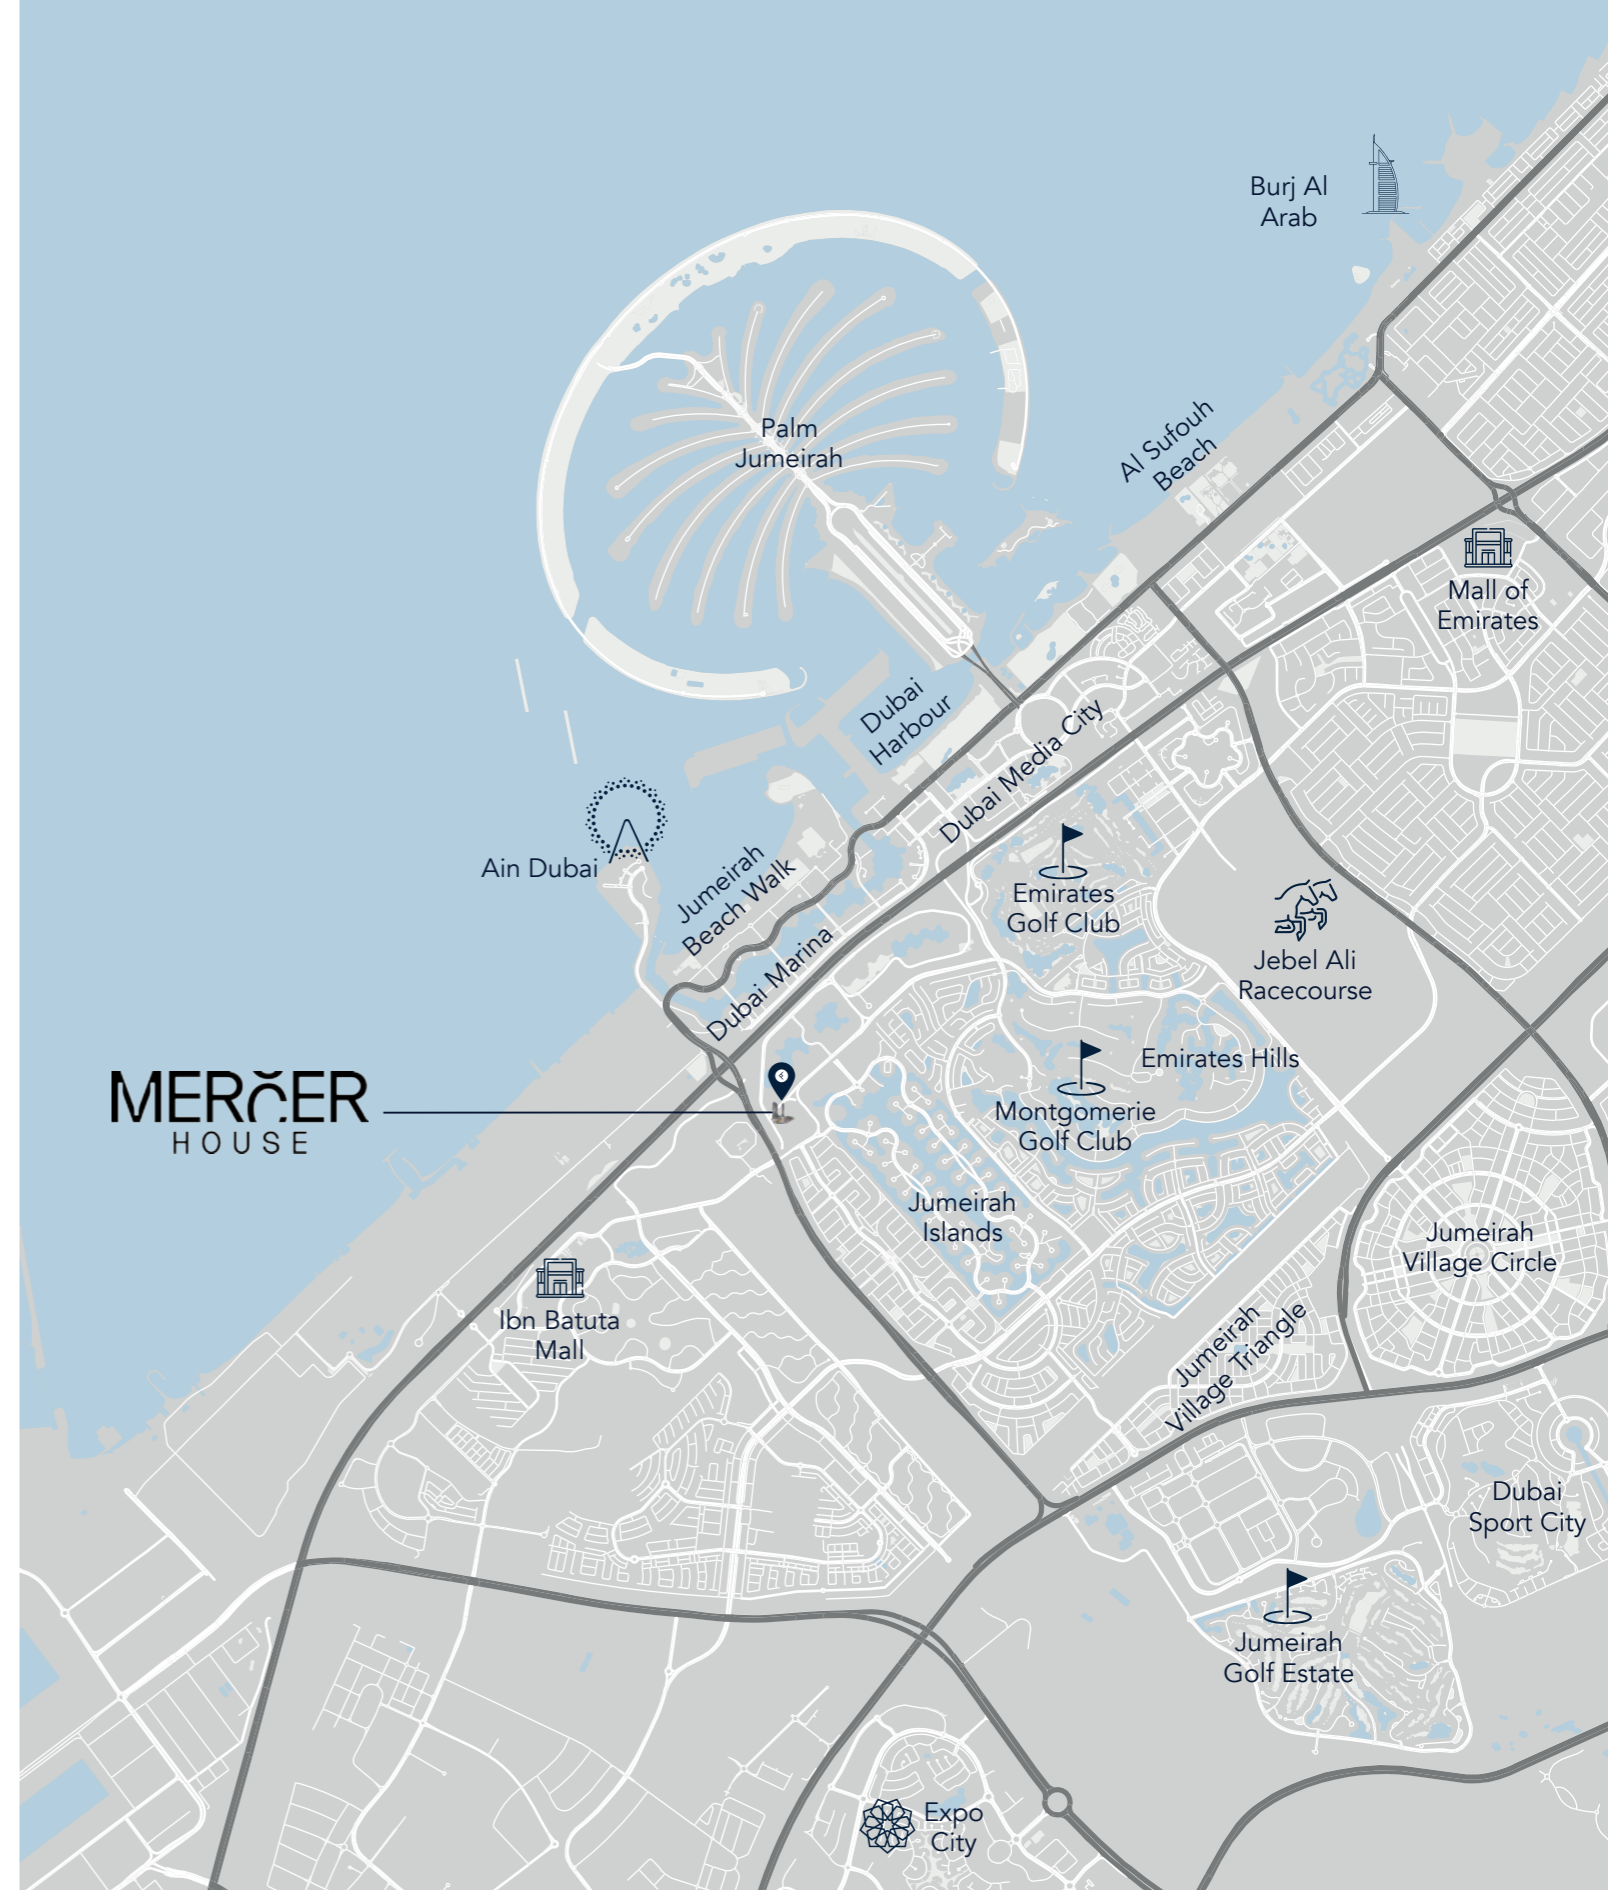 Burj Al
Arab
Palm
Jumeirah
Al Sufouh
Beach
Mall of
Emirates
Dubai
Harbour
Dubai Media City
Ain Dubai
Jumeirah
Beach Walk
Emirates
Golf Club
Jebel Ali
Racecourse
Dubai Marina
Emirates Hills
MERCER
HOUSE
Montgomerie
Golf Club
Jumeirah
Islands
Jumeirah
Village Circle
Ibn Batuta
Mall
Jumeirah
Village Triangle
Dubai
Sport City
Jumeirah
Golf Estate
Expo
City